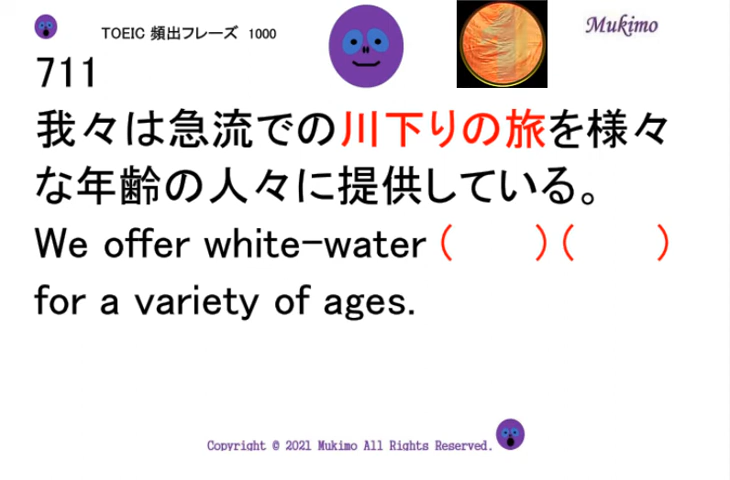 TOEIC 頻出フレーズ 1000
Mukimo
711
我々は急流での川下りの旅を様々
な年齢の人々に提供している。
We offer white-water (　　　)(　　　)
for a variety of ages.
Copyright © 2021 Mukimo All Rights Reserved.